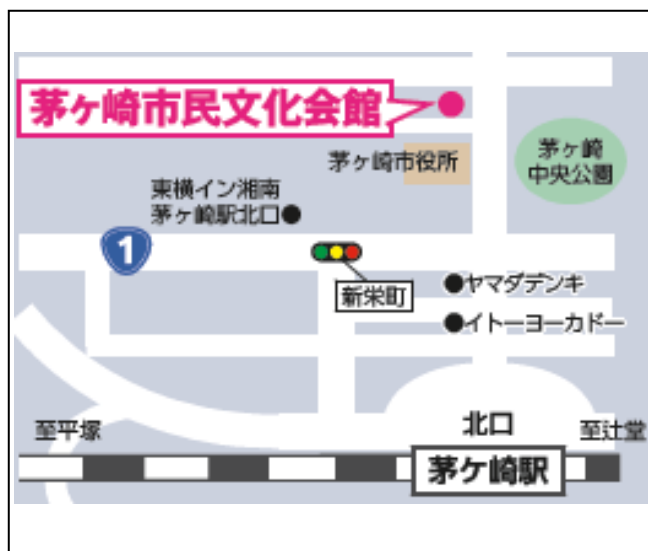 茅ヶ崎市民文化会館
茅ヶ崎市役所
茅ヶ崎
中央公園
東横イン湘南
茅ヶ崎駅北口
1
新栄町
ヤマダデンキ
イトーヨーカドー
至平塚
北口
至辻堂
茅ケ崎駅